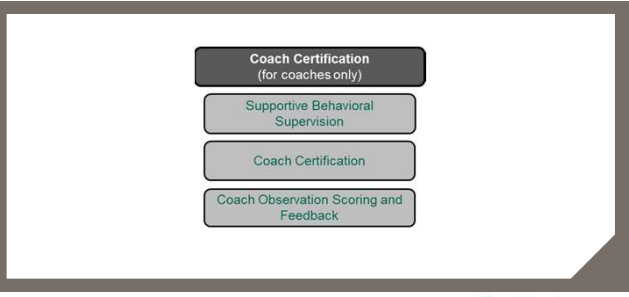 Coach Certification
(for coaches only)
Supportive Behavioral
Supervision
Coach Certification
Coach Observation Scoring and
Feedback